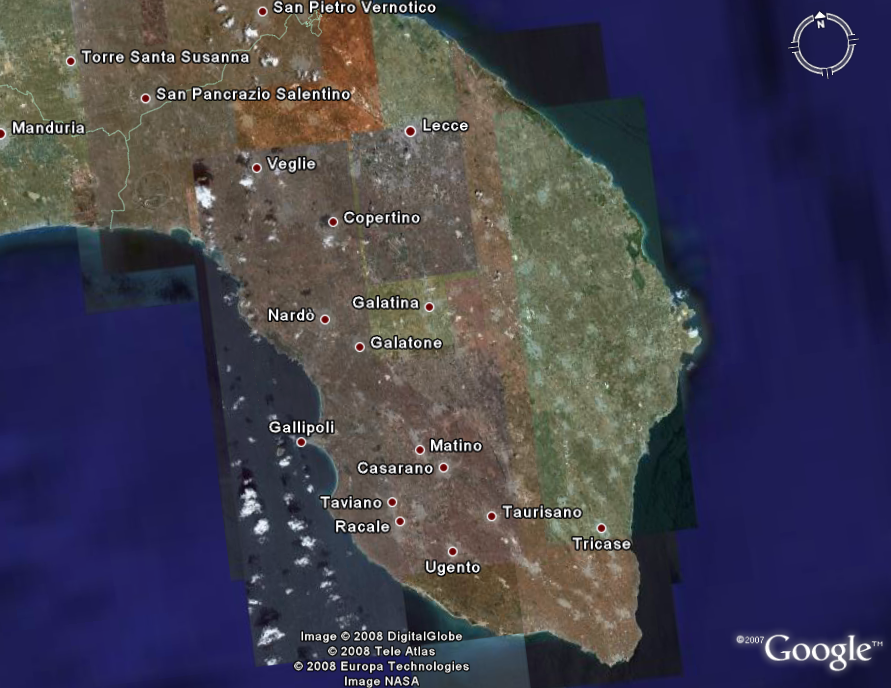 San Pietro Vernotico
N
Torre Santa Susanna
San Pancrazio Salentino
Manduria
Lecce
Veglie
Copertino
Galatina
Nardò
Galatone
Gallipoli
Matino
Casarano
Taviano
Taurisano
Racale
Tricase
Ugento
Image © 2008 DigitalGlobe
© 2008 Tele Atlas
© 2008 Europa Technologies
Image NASA
©2007 Google™